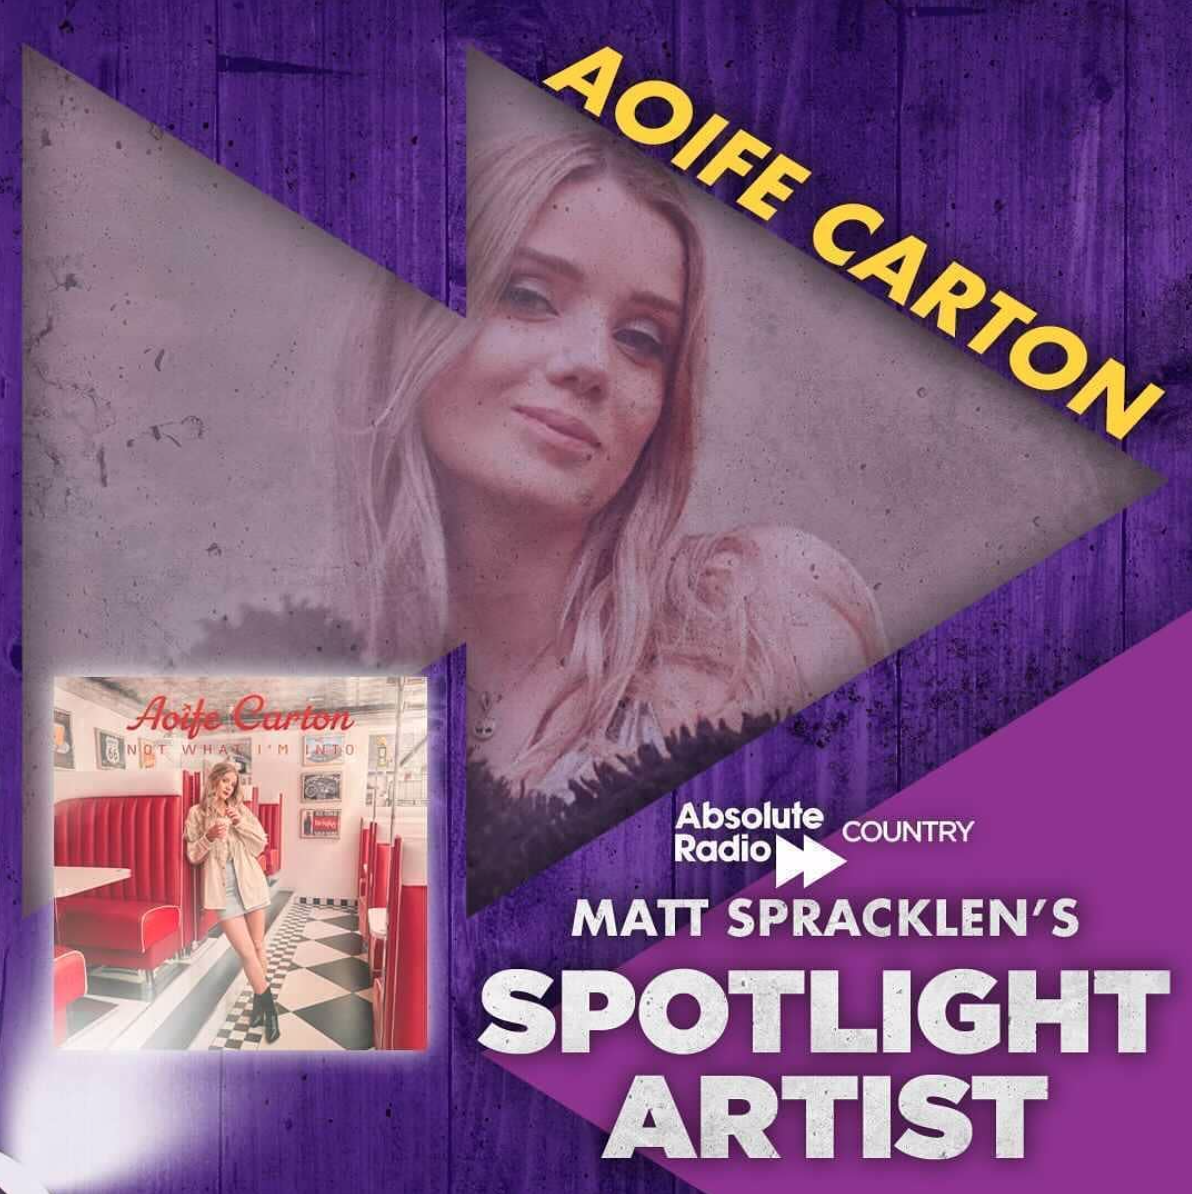 AOIFE CARTON
Aoife Carton
NOT WHAT I'M INTO
Absolute
Radio
COUNTRY
MATT SPRACKLEN'S
SPOTLIGHT
ARTIST